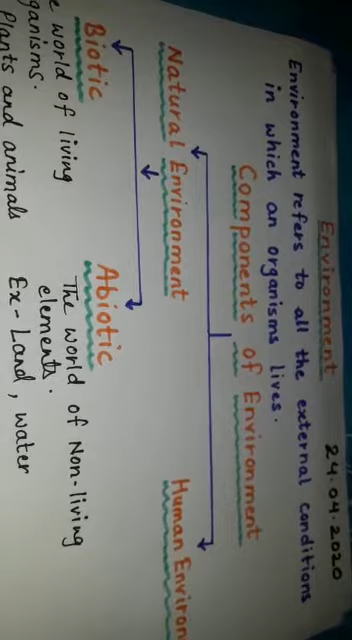 24.04.2020
Environment
Environment refers to all the external conditions
in which an organisms lives.
Components of Environment
Natural Environment Human Environ
Biotic Abiotic
world of living The world of Non-living
elements.
Plants and animals Ex- Land, water